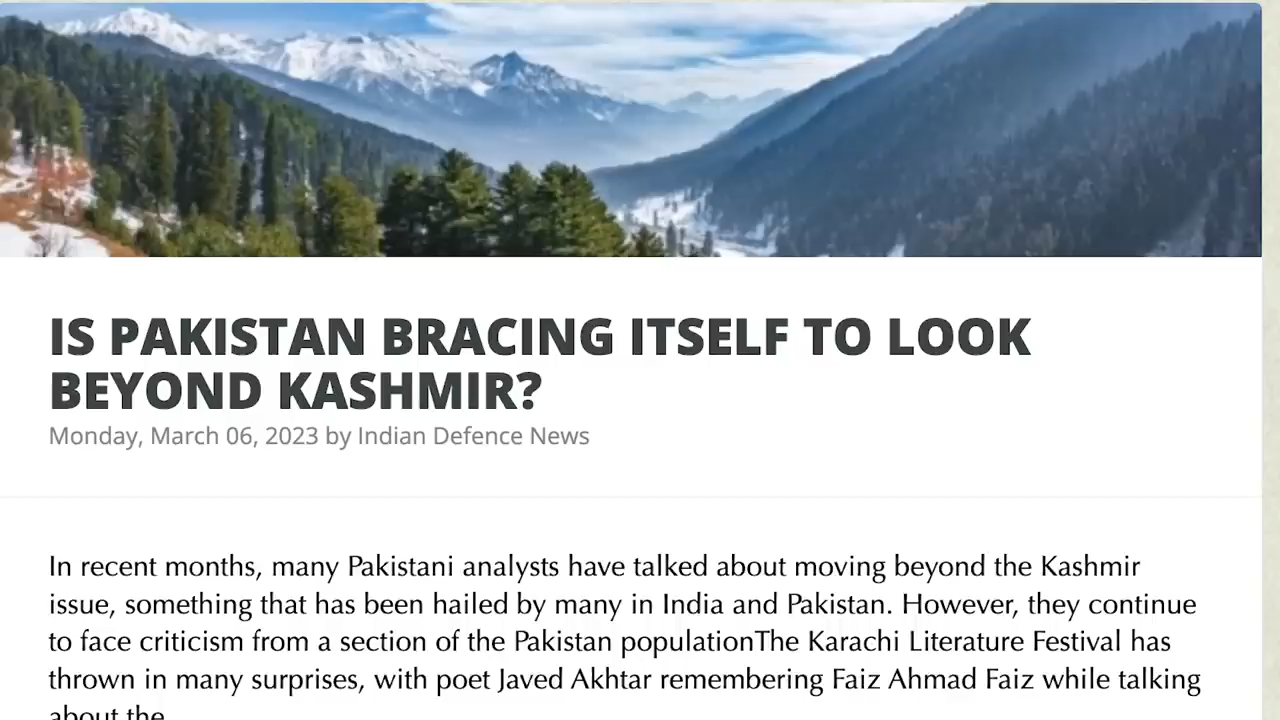 IS PAKISTAN BRACING ITSELF TO LOOK
BEYOND KASHMIR?
Monday, March 06, 2023 by Indian Defence News
In recent months, many Pakistani analysts have talked about moving beyond the Kashmir
issue, something that has been hailed by many in India and Pakistan. However, they continue
to face criticism from a section of the Pakistan populationThe Karachi Literature Festival has
thrown in many surprises, with poet Javed Akhtar remembering Faiz Ahmad Faiz while talking
about the